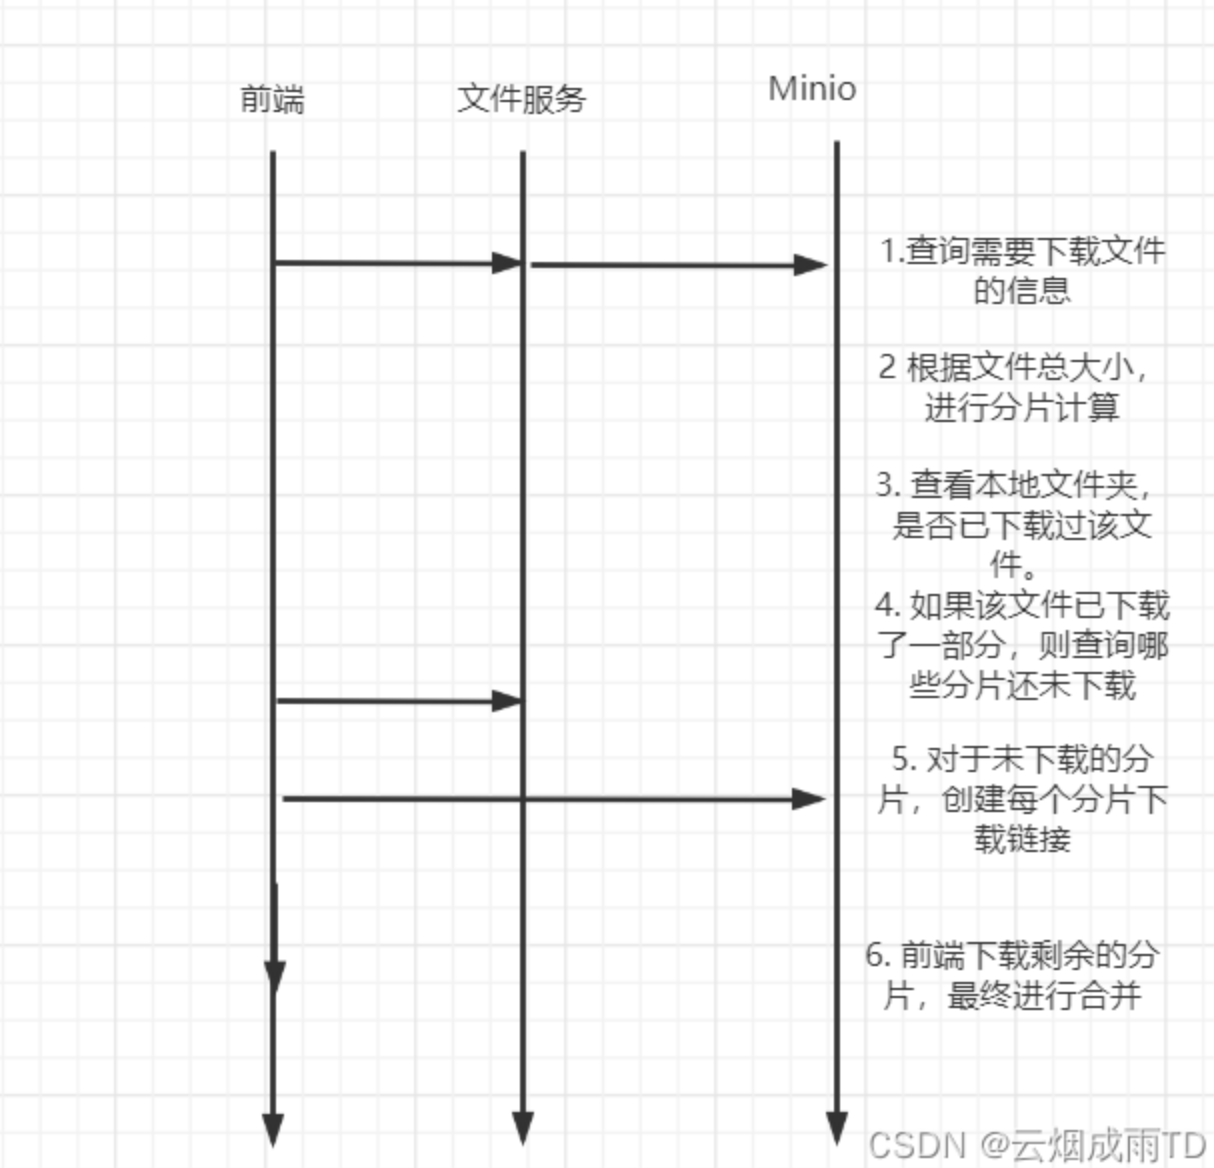 前端
文件服务
Minio
1.查询需要下载文件
的信息
2 根据文件总大小，
进行分片计算
3. 查看本地文件夹，
是否已下载过该文
件。
4. 如果该文件已下载
了一部分，则查询哪
些分片还未下载
5. 对于未下载的分
片，创建每个分片下
载链接
6. 前端下载剩余的分
片，最终进行合并
CSDN @云烟成雨TD